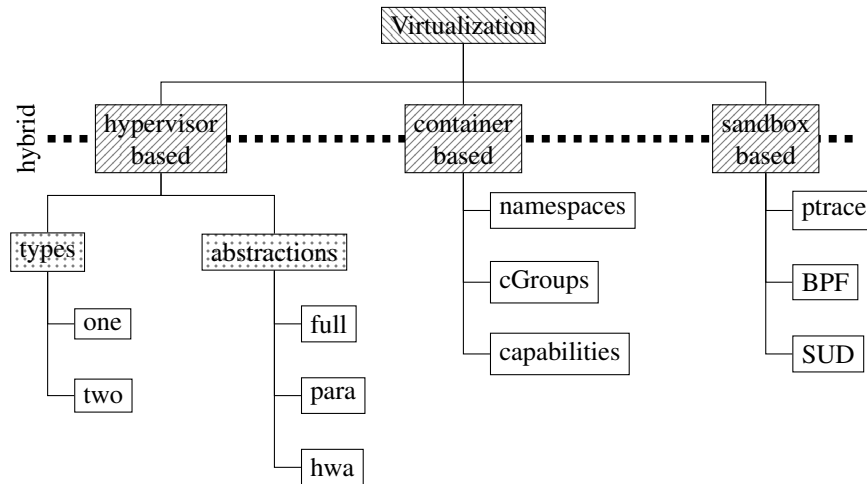 Virtualization
hybrid
hypervisor
based
container
based
sandbox
based
types
one
two
abstractions
full
para
hwa
namespaces
cGroups
capabilities
ptrace
BPF
SUD